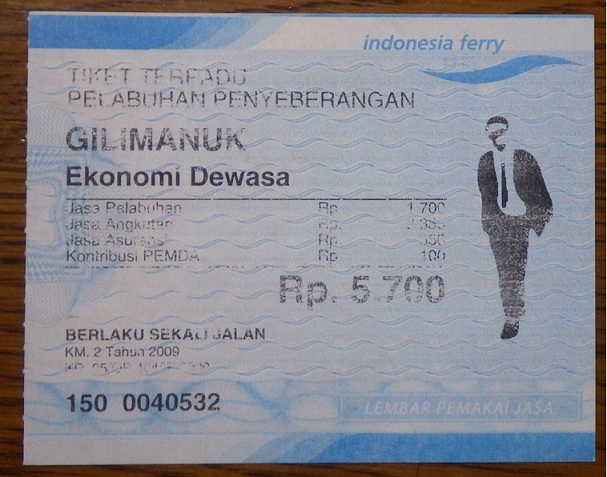 indonesia ferry
TIKET TERPADU
PELABUHAN PENYEBERANGAN
GILIMANUK
Ekonomi Dewasa
Jasa Pelabuhan Rp 1.700
Jasa Angkutan Rp.
Jasa Asuransi Rp
Kontribusi PEMDA Rp 100
Rp. 5.700
BERLAKU SEKALI JALAN
KM. 2 Tahun 2009
150 0040532
LEMBAR PEMAKAI JASA